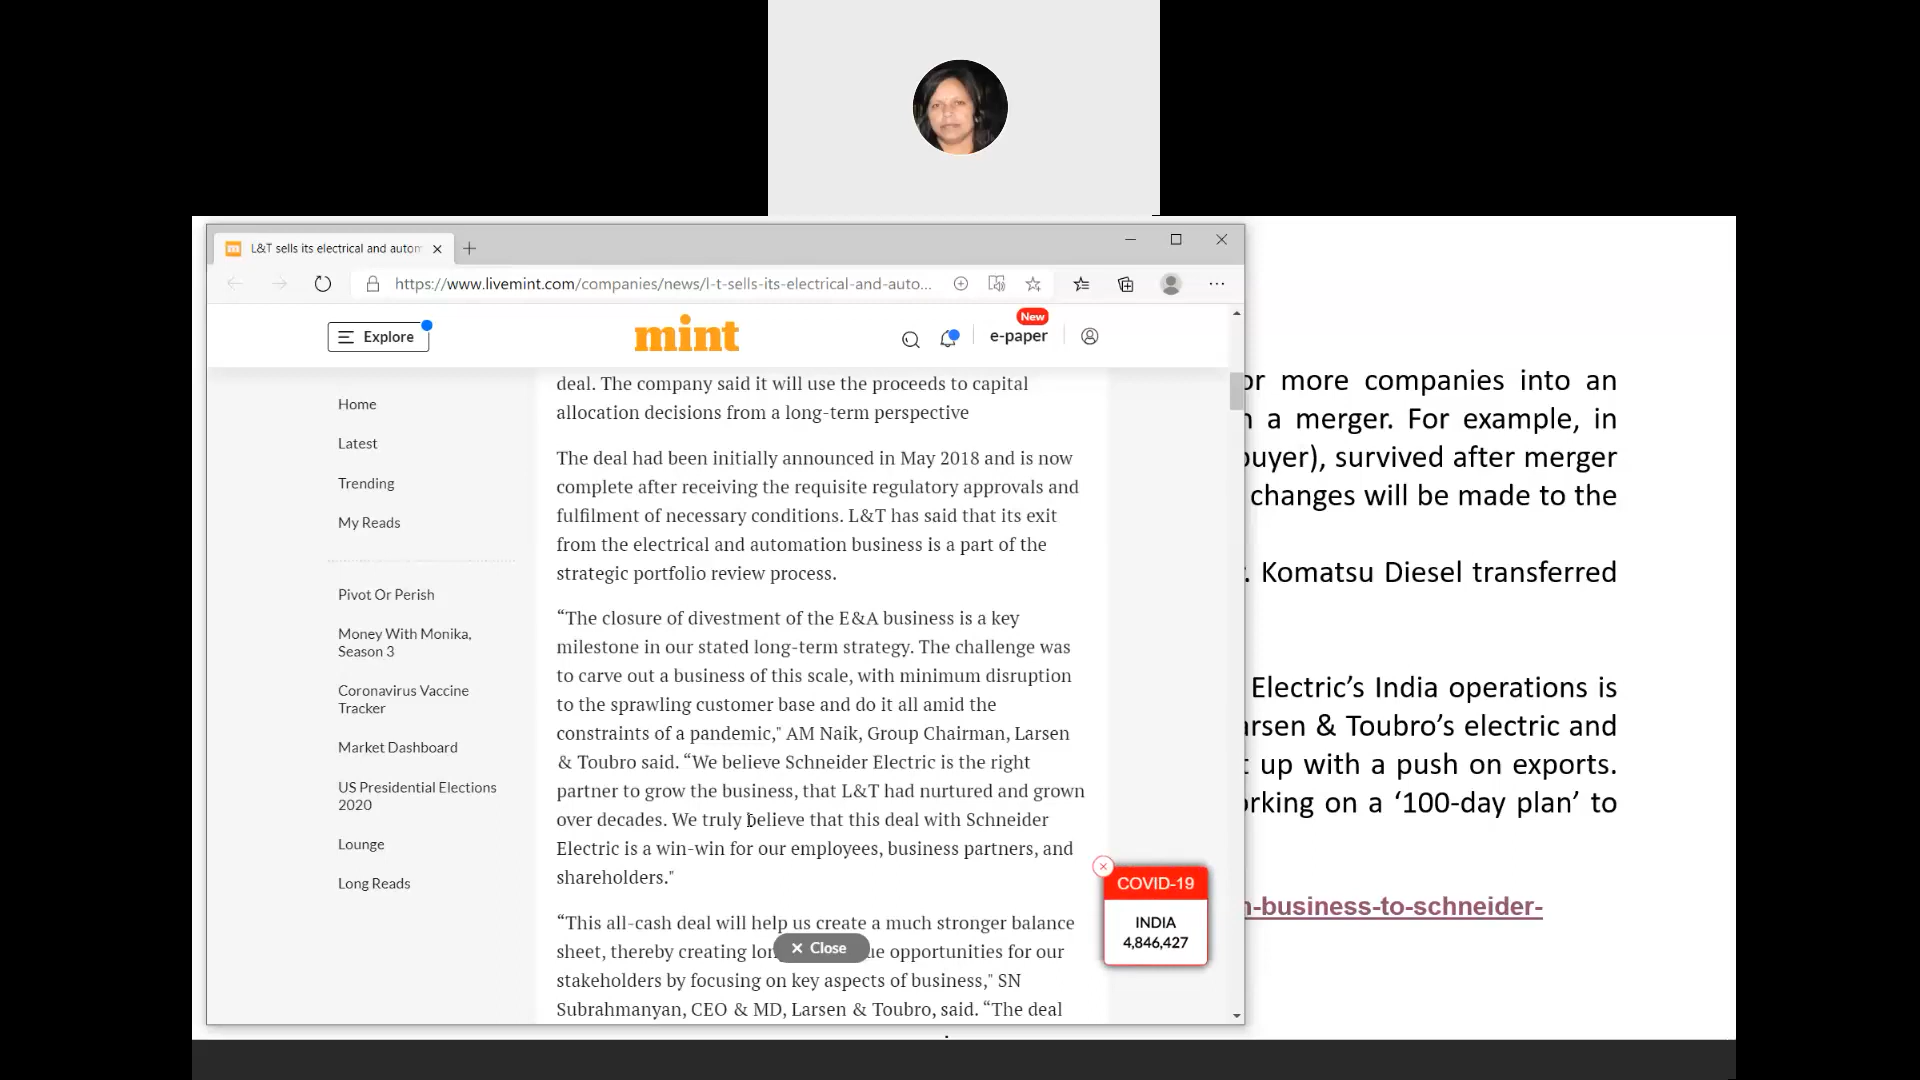 L&T sells its electrical and autom
https://www.livemint.com/companies/news/l-t-sells-its-electrical-and-auto...
Explore
mint
New
e-paper
Home
Latest
Trending
My Reads
Pivot Or Perish
Money With Monika,
Season 3
Coronavirus Vaccine
Tracker
Market Dashboard
US Presidential Elections
2020
Lounge
Long Reads
deal. The company said it will use the proceeds to capital
allocation decisions from a long-term perspective
The deal had been initially announced in May 2018 and is now
complete after receiving the requisite regulatory approvals and
fulfilment of necessary conditions. L&T has said that its exit
from the electrical and automation business is a part of the
strategic portfolio review process.
“The closure of divestment of the E&A business is a key
milestone in our stated long-term strategy. The challenge was
to carve out a business of this scale, with minimum disruption
to the sprawling customer base and do it all amid the
constraints of a pandemic," AM Naik, Group Chairman, Larsen
& Toubro said. “We believe Schneider Electric is the right
partner to grow the business, that L&T had nurtured and grown
over decades. We truly believe that this deal with Schneider
Electric is a win-win for our employees, business partners, and
shareholders."
“This all-cash deal will help us create a much stronger balance
sheet, thereby creating opportunities for our
stakeholders by focusing on key aspects of business," SN
Subrahmanyan, CEO & MD, Larsen & Toubro, said. “The deal
Close
COVID-19
INDIA
4,846,427
or more companies into an
a merger. For example, in
buyer), survived after merger
changes will be made to the
Komatsu Diesel transferred
Electric’s India operations is
arsen & Toubro’s electric and
up with a push on exports.
orking on a ‘100-day plan’ to
-business-to-schneider-